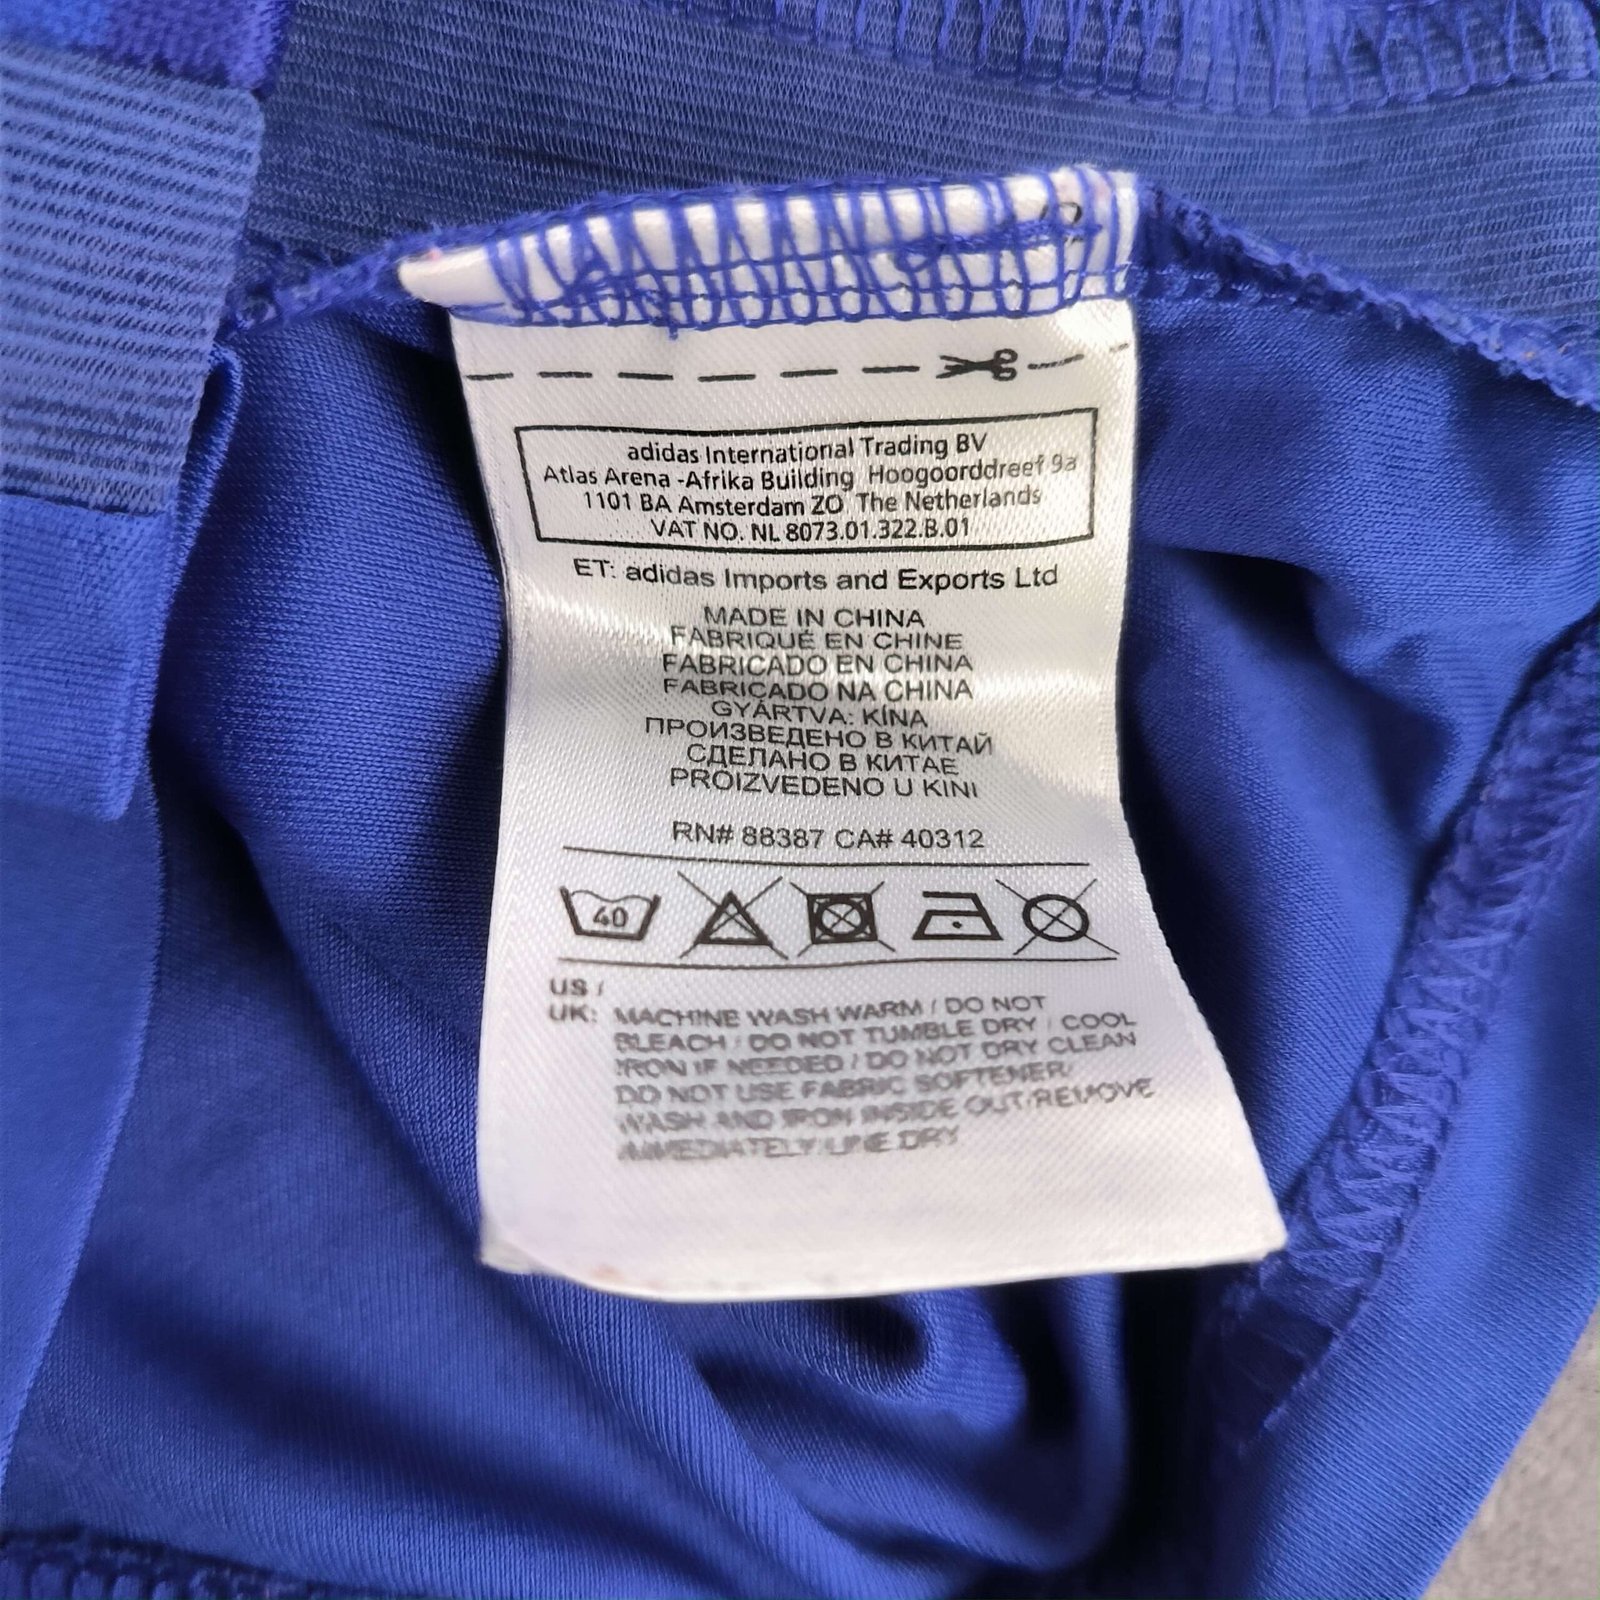 adidas International Trading BV
Atlas Arena -Afrika Building Hoogoorddreef 9a
1101 BA Amsterdam ZO The Netherlands
VAT NO. NL 8073.01.322.B.01
ET: adidas Imports and Exports Ltd
MADE IN CHINA
FABRIQUÉ EN CHINE
FABRICADO EN CHINA
FABRICADO NA CHINA
GYÁRTVA: KÍNA
ПРОИЗВЕДЕНО В КИТАЙ
СДЕЛАНО В КИТАЕ
PROIZVEDENO U KINI
RN# 88387 CA# 40312
40
US /
UK: MACHINE WASH WARM / DO NOT
BLEACH / DO NOT TUMBLE DRY / COOL
IRON IF NEEDED / DO NOT DRY CLEAN
DO NOT USE FABRIC SOFTENER/
WASH AND IRON INSIDE OUT/REMOVE
IMMEDIATELY/LINE DRY